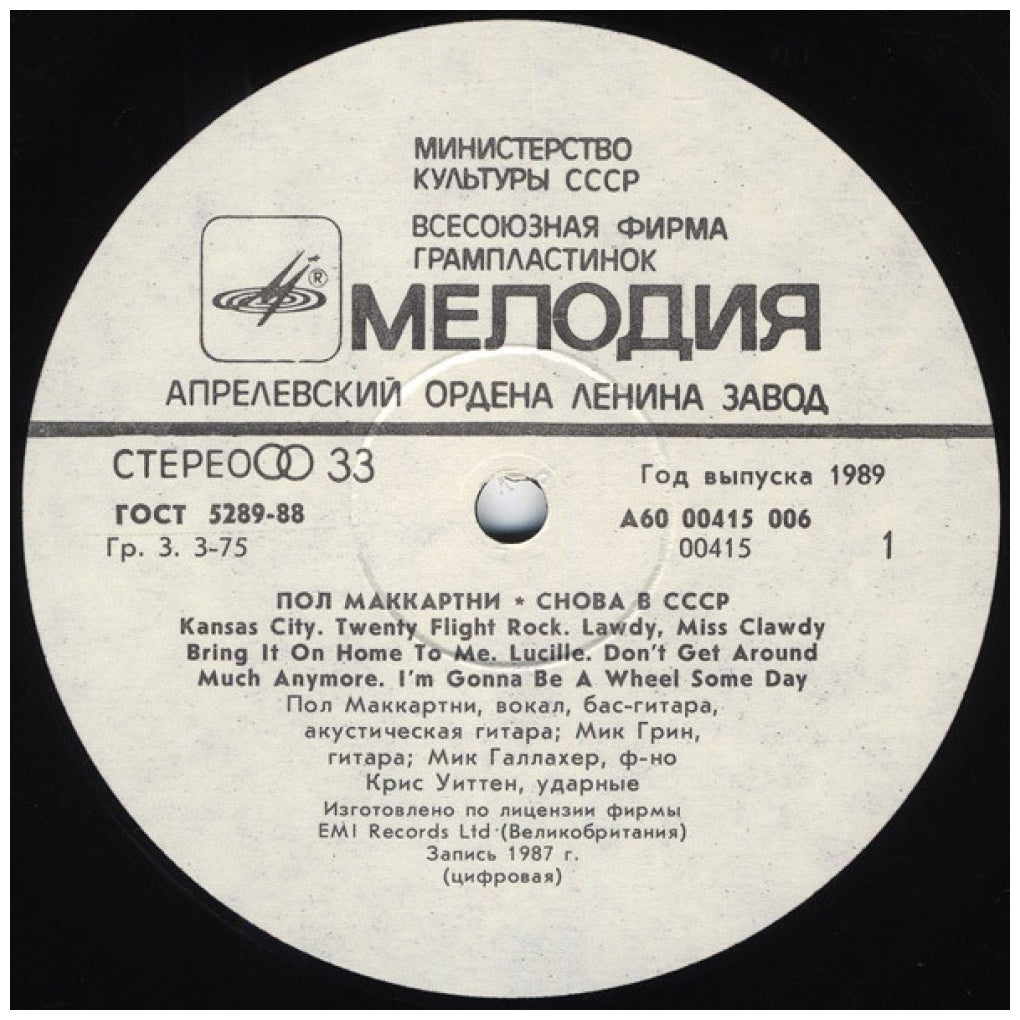 МИНИСТЕРСТВО
КУЛЬТУРЫ СССР
ВСЕСОЮЗНАЯ ФИРМА
ГРАМПЛАСТИНОК
®
МЕЛОДИЯ
АПРЕЛЕВСКИЙ ОРДЕНА ЛЕНИНА ЗАВОД
СТЕРЕО 33
Год выпуска 1989
ГОСТ 5289-88
А60 00415 006
Гр. 3. 3-75
00415 1
ПОЛ МАККАРТНИ * СНОВА В СССР
Kansas City. Twenty Flight Rock. Lawdy, Miss Clawdy
Bring It On Home To Me. Lucille. Don't Get Around
Much Anymore. I'm Gonna Be A Wheel Some Day
Пол Маккартни, вокал, бас-гитара,
акустическая гитара; Мик Грин,
гитара; Мик Галлахер, ф-но
Крис Уиттен, ударные
Изготовлено по лицензии фирмы
EMI Records Ltd (Великобритания)
Запись 1987 г.
(цифровая)